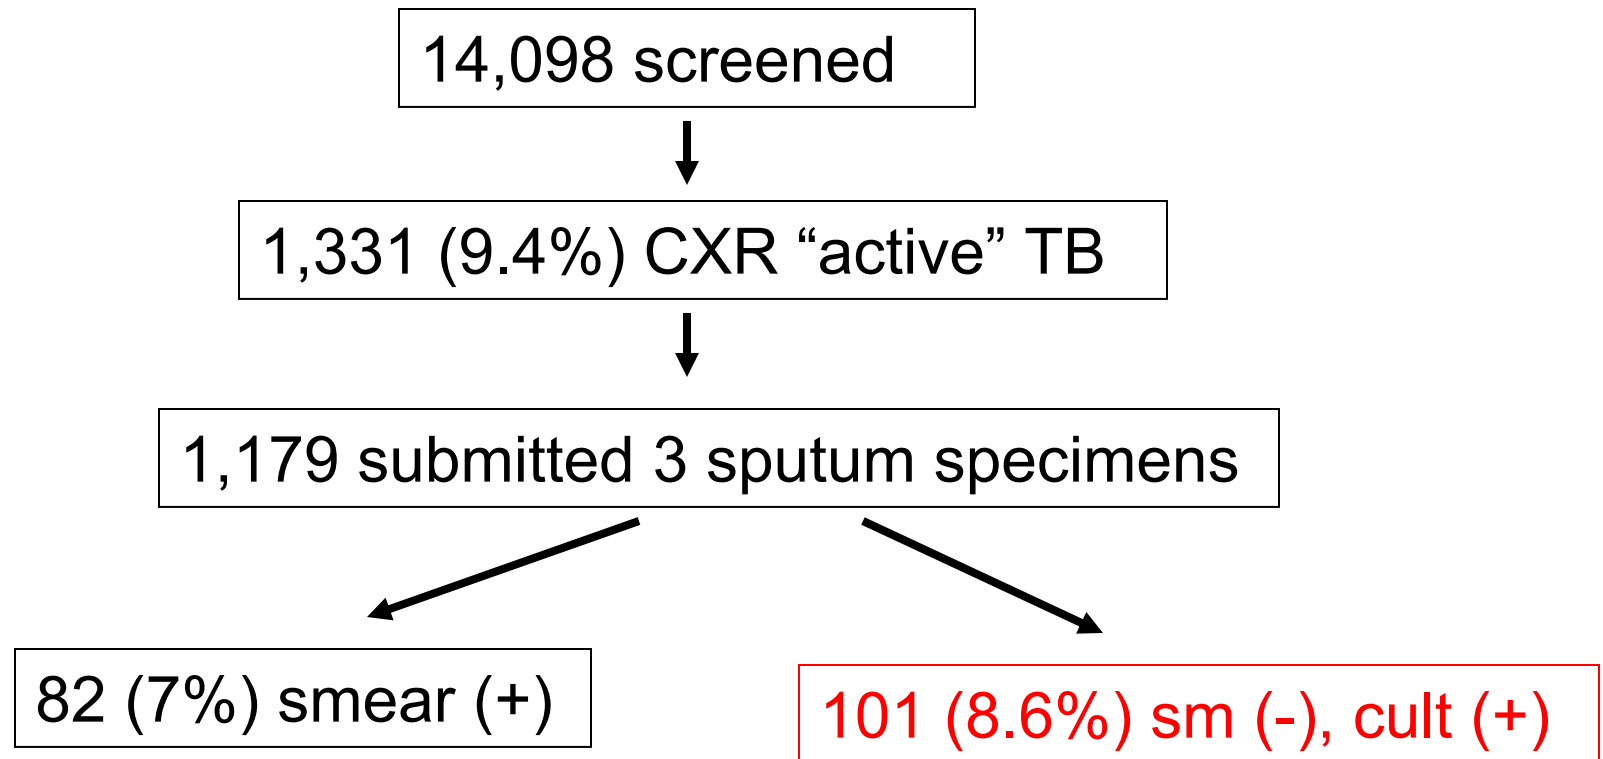 14,098 screened
1,331 (9.4%) CXR “active” TB
1,179 submitted 3 sputum specimens
82 (7%) smear (+)
101 (8.6%) sm (-), cult (+)